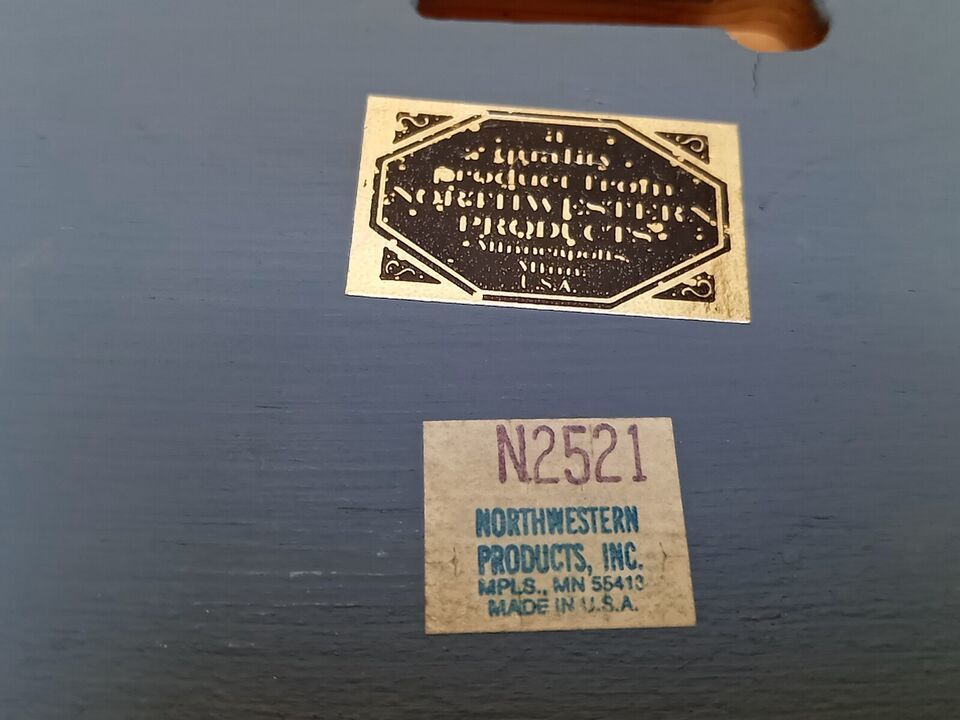 a
quality
product from
NORTHWESTERN
PRODUCTS
Minneapolis,
Minn.
U.S.A.
N2521
NORTHWESTERN
PRODUCTS, INC.
MPLS., MN 55413
MADE IN U.S.A.